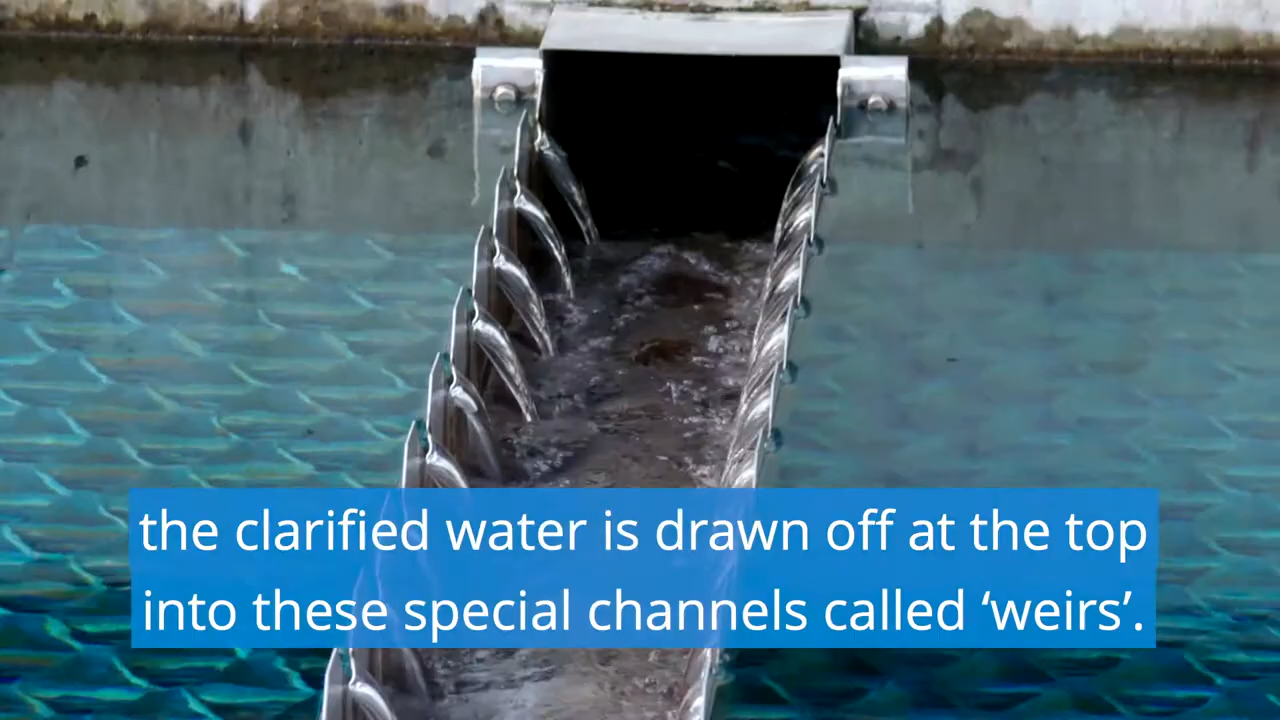 the clarified water is drawn off at the top
into these special channels called ‘weirs’.